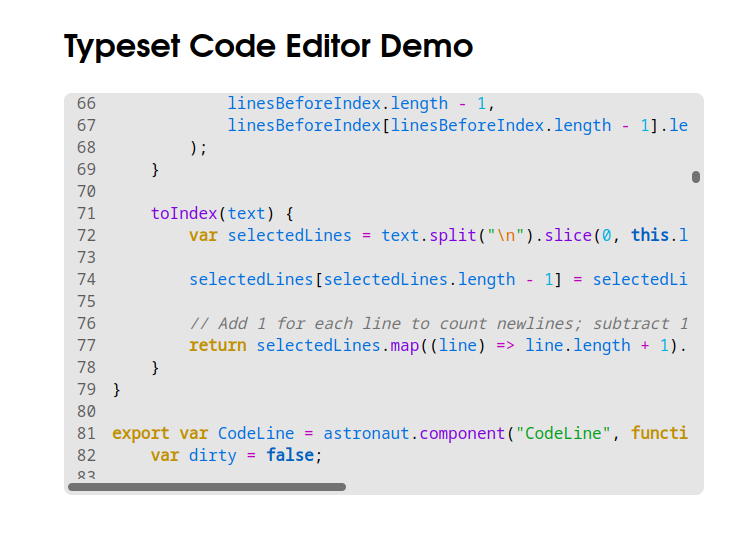 Typeset Code Editor Demo
66             linesBeforeIndex.length - 1,
67             linesBeforeIndex[linesBeforeIndex.length - 1].le
68         );
69     }
70
71     toIndex(text) {
72         var selectedLines = text.split("\n").slice(0, this.l
73
74         selectedLines[selectedLines.length - 1] = selectedLi
75
76         // Add 1 for each line to count newlines; subtract 1
77         return selectedLines.map((line) => line.length + 1).
78     }
79 }
80
81 export var CodeLine = astronaut.component("CodeLine", functi
82     var dirty = false;
83